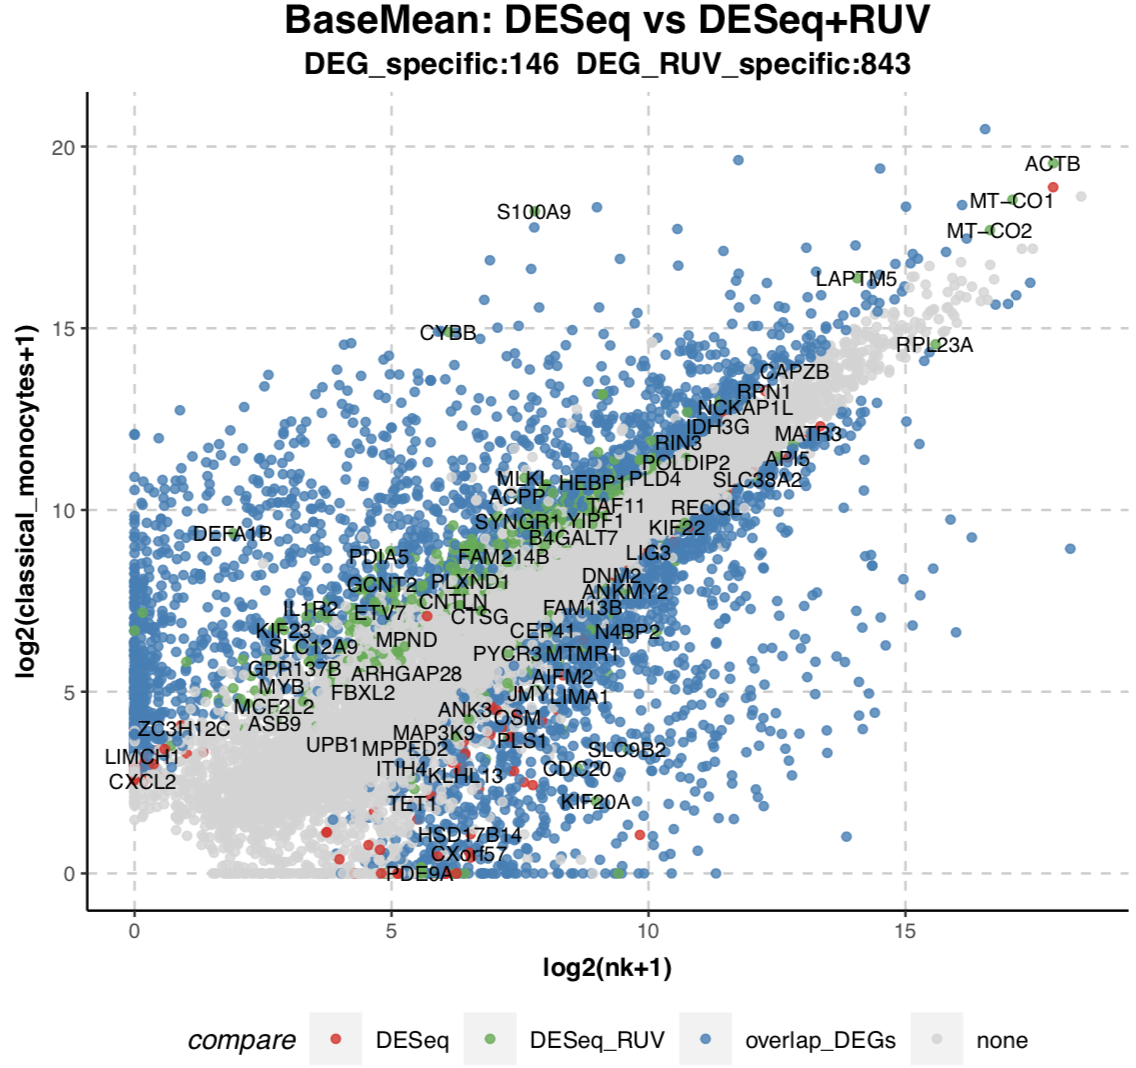 BaseMean: DESeq vs DESeq+RUV
DEG_specific:146 DEG_RUV_specific:843
log2(classical_monocytes+1)
20
15
10
5
0
ACTB
MT−CO1
S100A9
MT−CO2
LAPTM5
CYBB
RPL23A
CAPZB
RPN1
NCKAP1L
IDH3G
MATR3
RIN3
API5
POLDIP2
MLKL
HEBP1
PLD4
SLC38A2
ACPP
TAF11
RECQL
SYNGR1
YIPF1
KIF22
DEFA1B
B4GALT7
PDIA5
FAM214B
LIG3
GCNT2
PLXND1
DNM2
ANKMY2
CNTLN
IL1R2
ETV7
CTSG
FAM13B
KIF23
MPND
CEP41
N4BP2
SLC12A9
PYCR3
MTMR1
GPR137B
ARHGAP28
AIFM2
MYB
FBXL2
JMY
LIMA1
MCF2L2
ANK3
OSM
ZC3H12C
ASB9
MAP3K9
PLS1
UPB1
MPPED2
SLC9B2
LIMCH1
ITIH4
KLHL13
CDC20
CXCL2
TET1
KIF20A
HSD17B14
CXorf57
PDE9A
0
5
10
15
log2(nk+1)
compare
DESeq
DESeq_RUV
overlap_DEGs
none